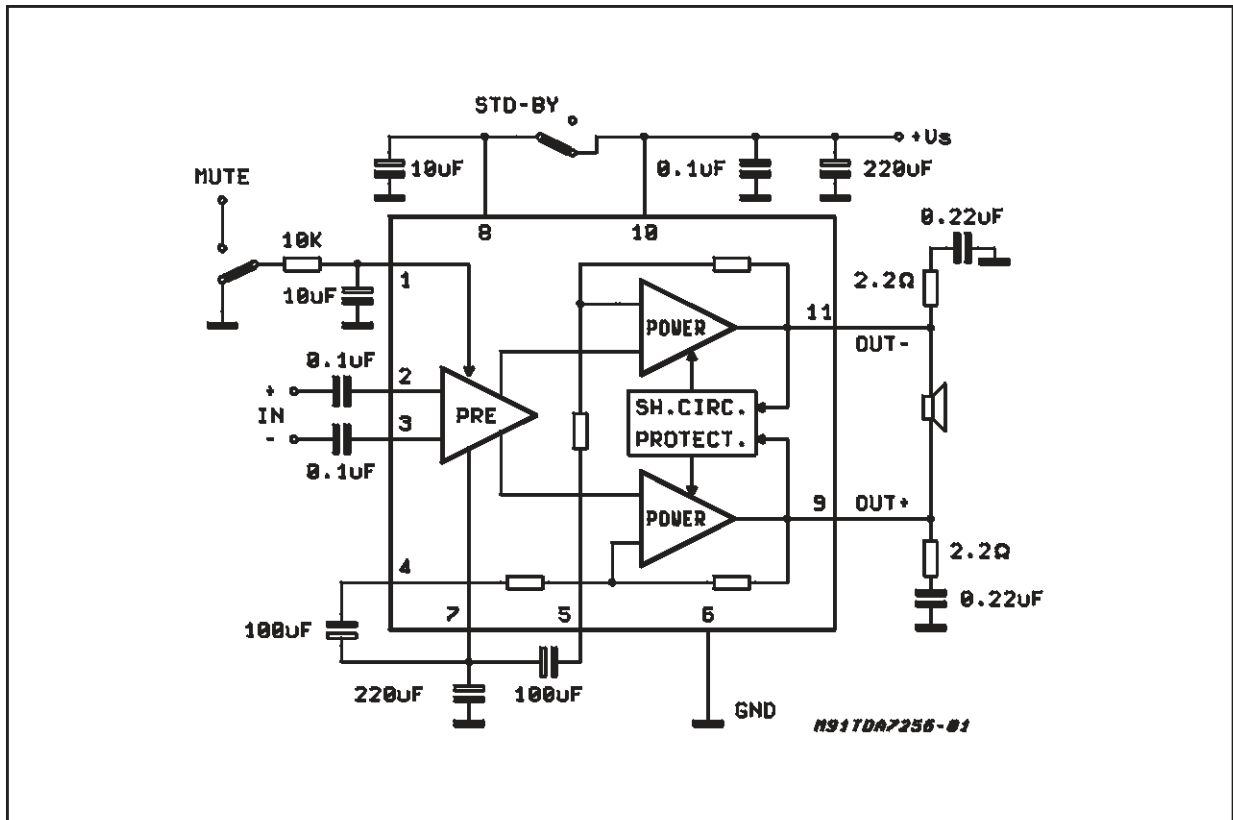 STD-BY
+Vs
10uF
0.1uF
220uF
MUTE
0.22uF
8
10
10K
1
2.2Ω
10uF
11
POWER
OUT-
0.1uF
2
+
IN
PRE
SH.CIRC.
PROTECT.
3
-
0.1uF
9
OUT+
POWER
2.2Ω
4
0.22uF
7
5
6
100uF
220uF
100uF
GND
M91TDA7256-01